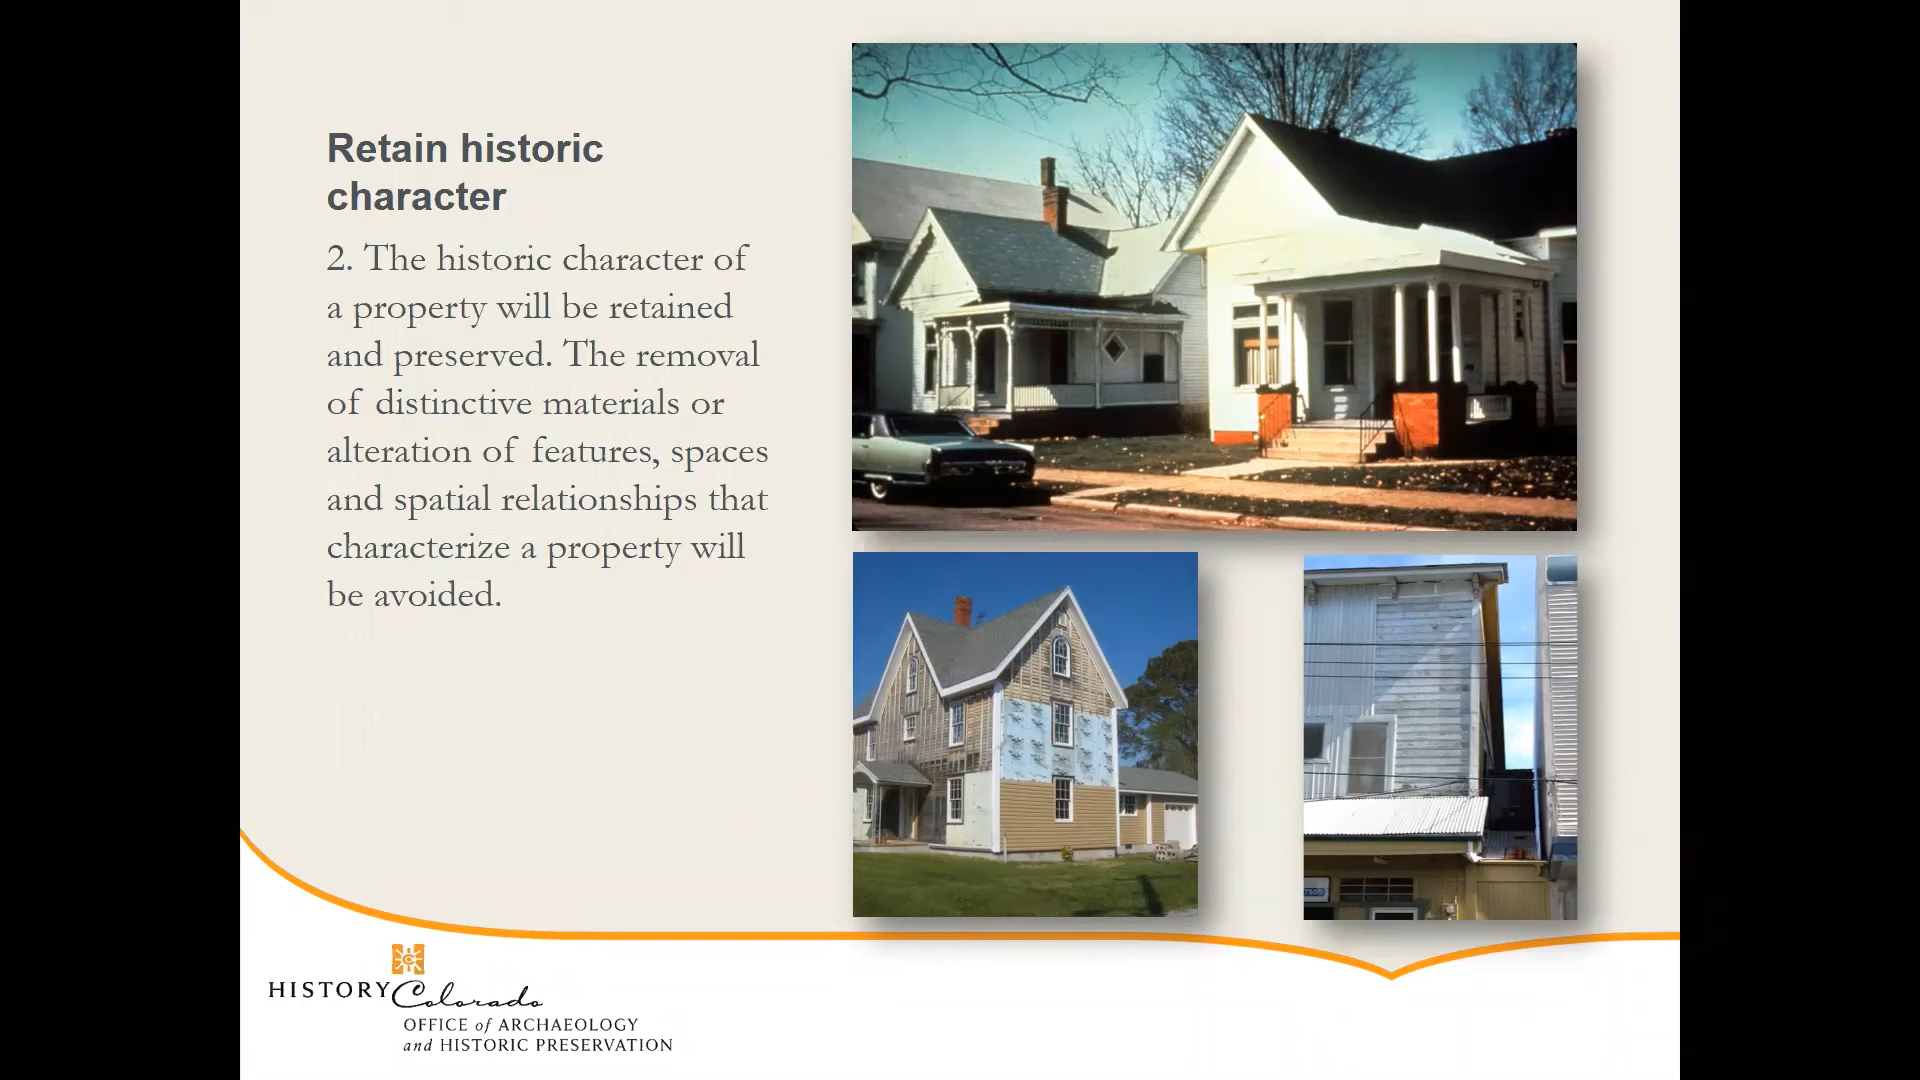 Retain historic
character
2. The historic character of
a property will be retained
and preserved. The removal
of distinctive materials or
alteration of features, spaces
and spatial relationships that
characterize a property will
be avoided.
HISTORY Colorado
OFFICE of ARCHAEOLOGY
and HISTORIC PRESERVATION